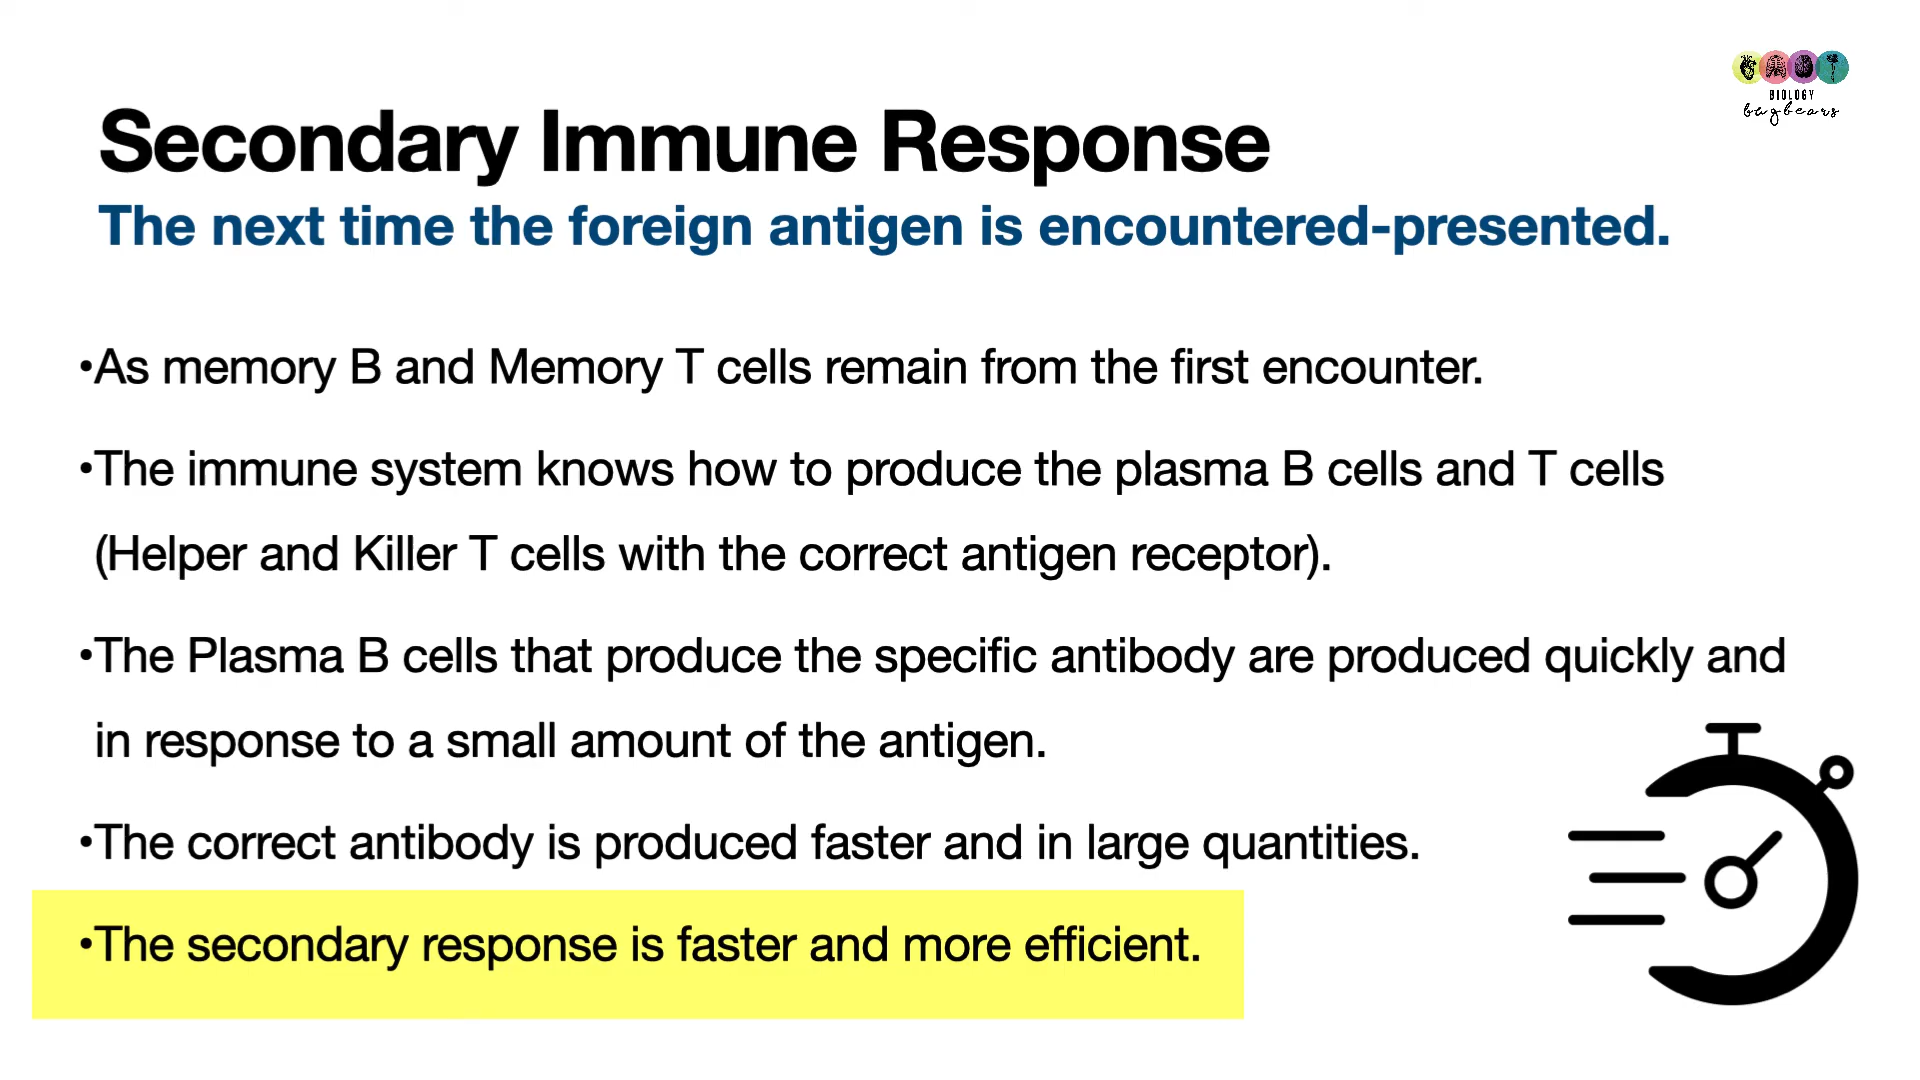 BIOLOGY
bugbears
Secondary Immune Response
The next time the foreign antigen is encountered-presented.
•As memory B and Memory T cells remain from the first encounter.
•The immune system knows how to produce the plasma B cells and T cells
(Helper and Killer T cells with the correct antigen receptor).
•The Plasma B cells that produce the specific antibody are produced quickly and
in response to a small amount of the antigen.
•The correct antibody is produced faster and in large quantities.
•The secondary response is faster and more efficient.